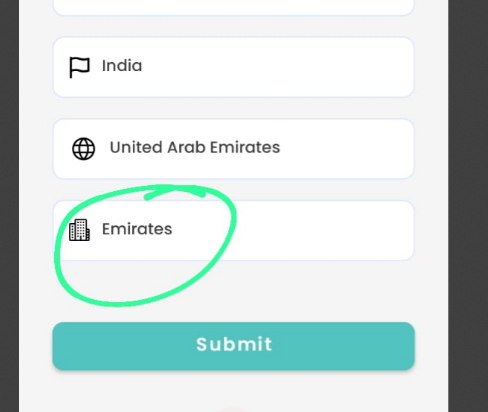 India
United Arab Emirates
Emirates
Submit